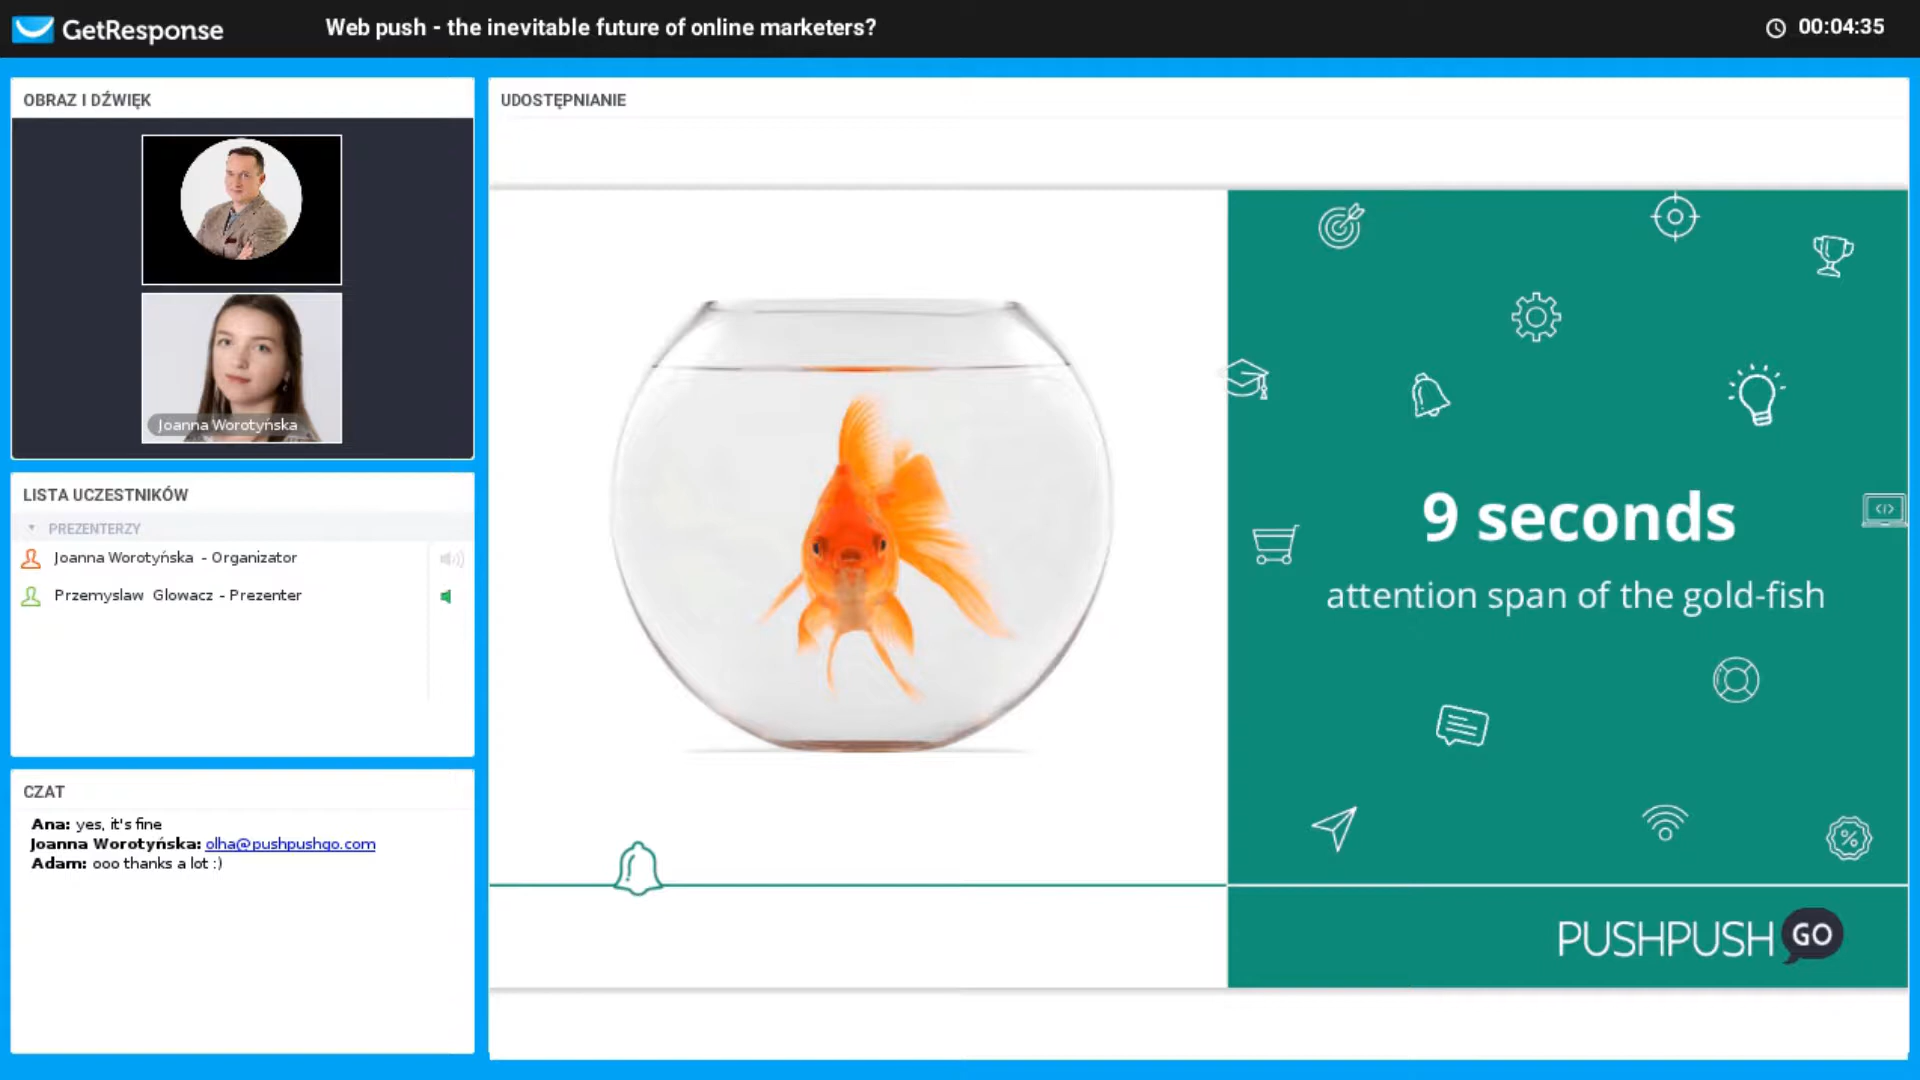 GetResponse
Web push - the inevitable future of online marketers?
00:04:35
OBRAZ I DŹWIĘK
Joanna Worotyńska
LISTA UCZESTNIKÓW
PREZENTERZY
Joanna Worotyńska - Organizator
Przemyslaw Glowacz - Prezenter
CZAT
Ana: yes, it's fine
Joanna Worotyńska: olha@pushpushgo.com
Adam: ooo thanks a lot :)
UDOSTĘPNIANIE
9 seconds
attention span of the gold-fish
PUSHPUSH GO